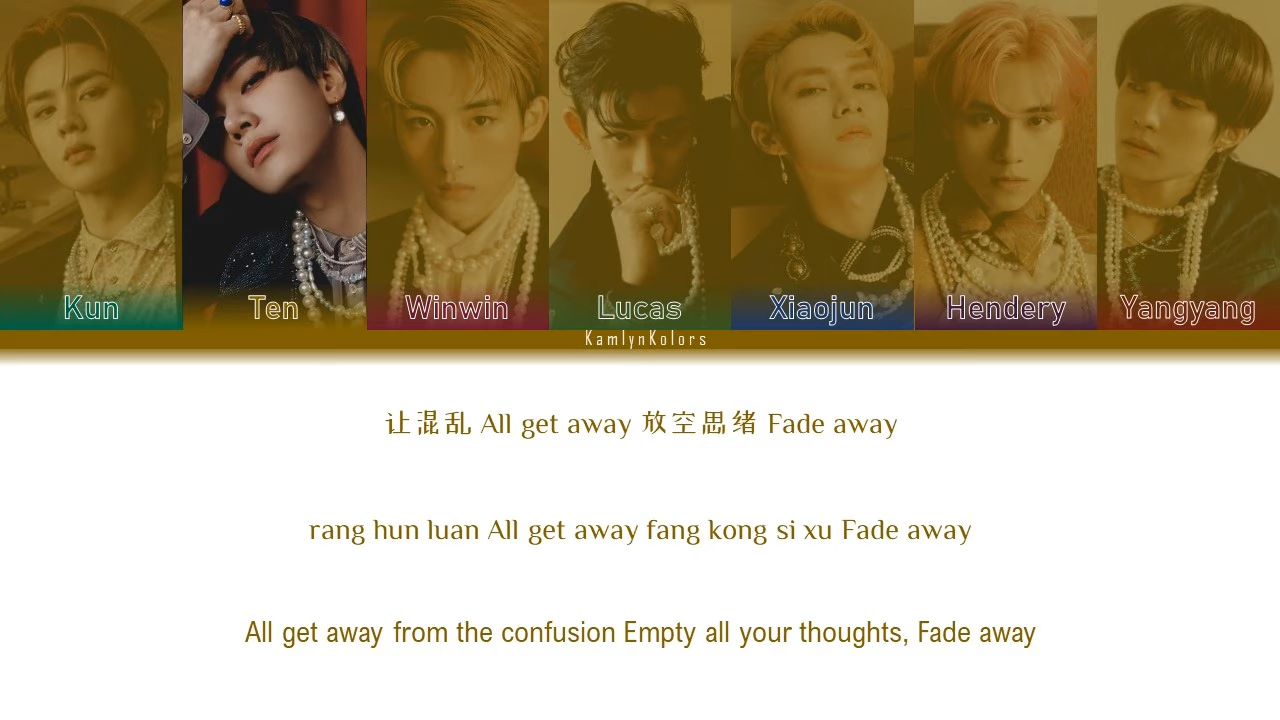 Kun Ten Winwin Lucas Xiaojun Hendery Yangyang
KamlynKolors
让混乱 All get away 放空思绪 Fade away
rang hun luan All get away fang kong si xu Fade away
All get away from the confusion Empty all your thoughts, Fade away